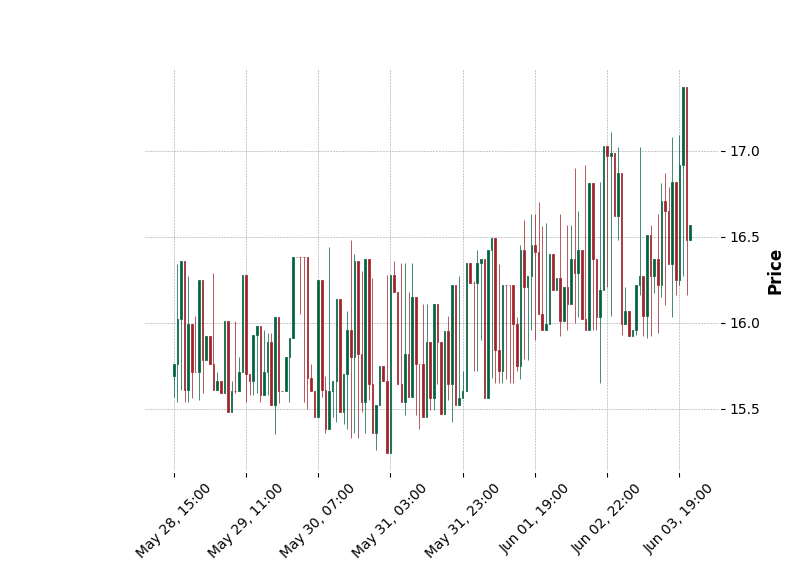 17.0
16.5
16.0
15.5
Price
May 28, 15:00
May 29, 11:00
May 30, 07:00
May 31, 03:00
May 31, 23:00
Jun 01, 19:00
Jun 02, 22:00
Jun 03, 19:00